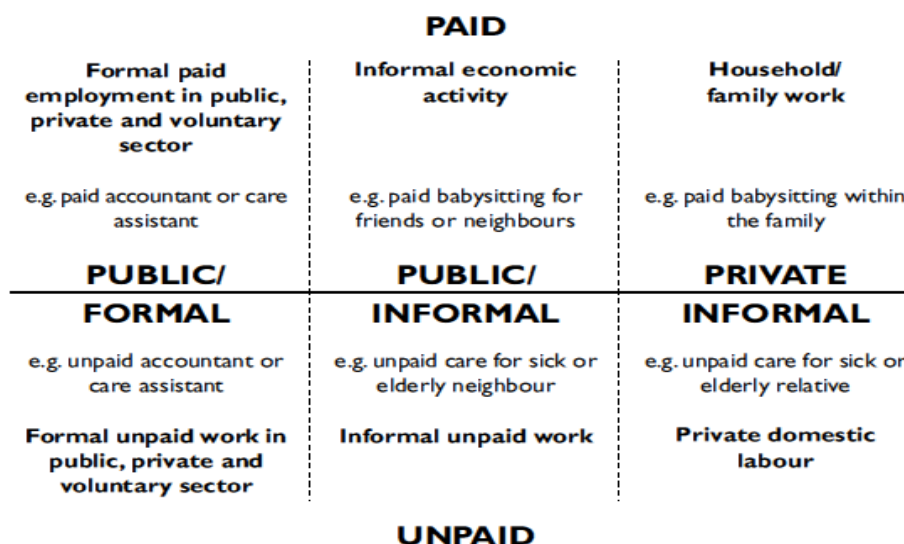 PAID
Formal paid
employment in public,
private and voluntary
sector
Informal economic
activity
Household/
family work
e.g. paid accountant or care
assistant
e.g. paid babysitting for
friends or neighbours
e.g. paid babysitting within
the family
PUBLIC/
PUBLIC/
PRIVATE
FORMAL
INFORMAL
INFORMAL
e.g. unpaid accountant or
care assistant
e.g. unpaid care for sick or
elderly neighbour
e.g. unpaid care for sick or
elderly relative
Formal unpaid work in
public, private and
voluntary sector
Informal unpaid work
Private domestic
labour
UNPAID